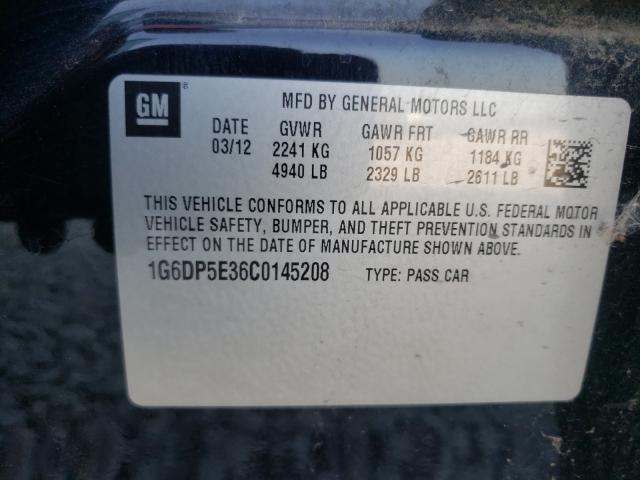 GM ®
MFD BY GENERAL MOTORS LLC
DATE GVWR GAWR FRT GAWR RR
03/12 2241 KG 1057 KG 1184 KG
4940 LB 2329 LB 2611 LB
THIS VEHICLE CONFORMS TO ALL APPLICABLE U.S. FEDERAL MOTOR
VEHICLE SAFETY, BUMPER, AND THEFT PREVENTION STANDARDS IN
EFFECT ON THE DATE OF MANUFACTURE SHOWN ABOVE.
1G6DP5E36C0145208 TYPE: PASS CAR